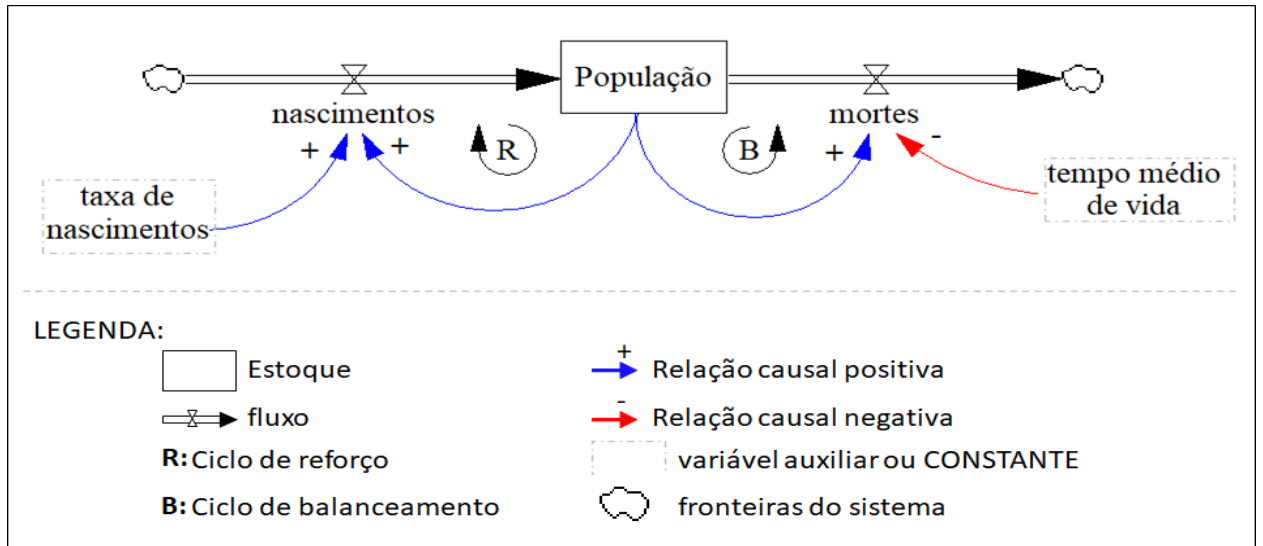 População
nascimentos
mortes
+
+
R
B
+
-
taxa de
nascimentos
tempo médio
de vida
LEGENDA:
Estoque
+
Relação causal positiva
fluxo
-
Relação causal negativa
R: Ciclo de reforço
variável auxiliar ou CONSTANTE
B: Ciclo de balanceamento
fronteiras do sistema